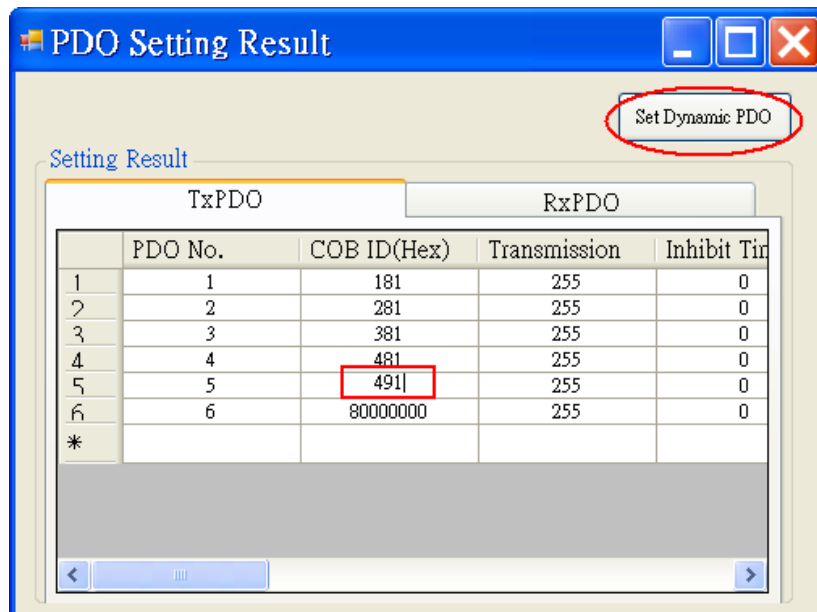 PDO Setting Result
Set Dynamic PDO
Setting Result
TxPDO RxPDO
PDO No. COB ID(Hex) Transmission Inhibit Tim
1 1 181 255 0
2 2 281 255 0
3 3 381 255 0
4 4 481 255 0
5 5 491 255 0
6 6 80000000 255 0
*